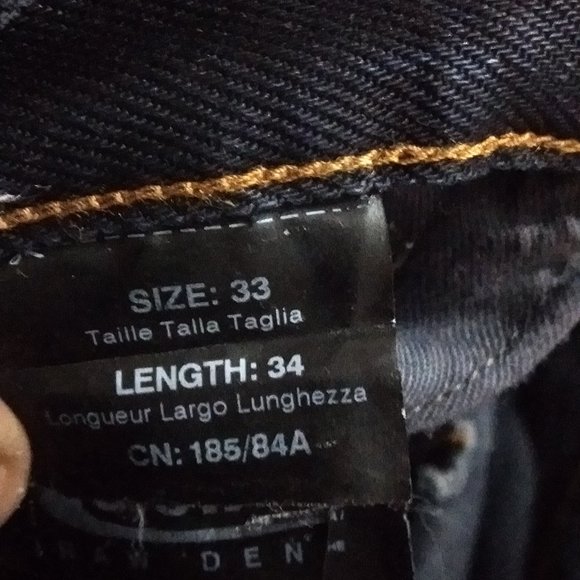 SIZE: 33
Taille Talla Taglia
LENGTH: 34
Longueur Largo Lunghezza
CN: 185/84A